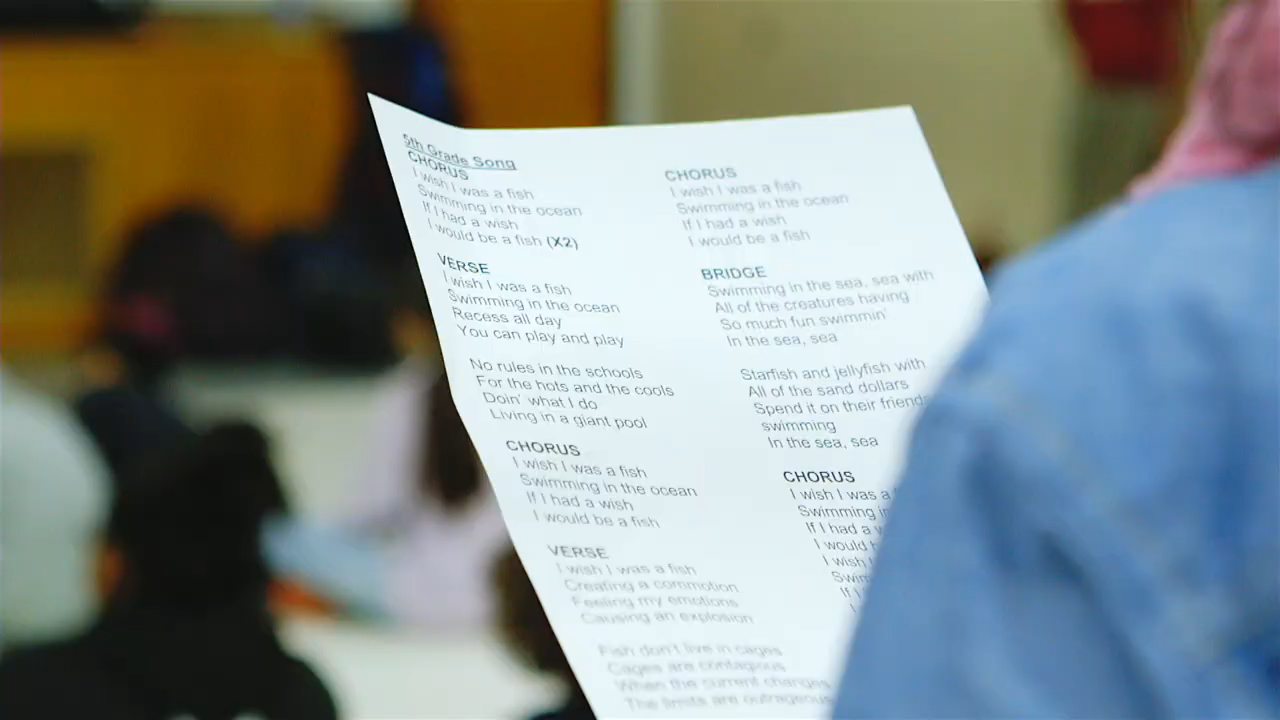 5th Grade Song
CHORUS
I wish I was a fish
Swimming in the ocean
If I had a wish
I would be a fish (X2)
VERSE
I wish I was a fish
Swimming in the ocean
Recess all day
You can play and play
No rules in the schools
For the hots and the cools
Doin' what I do
Living in a giant pool
CHORUS
I wish I was a fish
Swimming in the ocean
If I had a wish
I would be a fish
VERSE
I wish I was a fish
Creating a commotion
Feeling my emotions
Causing an explosion
Fish don't live in cages
Cages are contagious
When the current changes
The limits are outrageous
CHORUS
I wish I was a fish
Swimming in the ocean
If I had a wish
I would be a fish
BRIDGE
Swimming in the sea, sea with
All of the creatures having
So much fun swimmin'
In the sea, sea
Starfish and jellyfish with
All of the sand dollars
Spend it on their friends
swimming
In the sea, sea
CHORUS
I wish I was a
Swimming
If I had a
I would
I wish